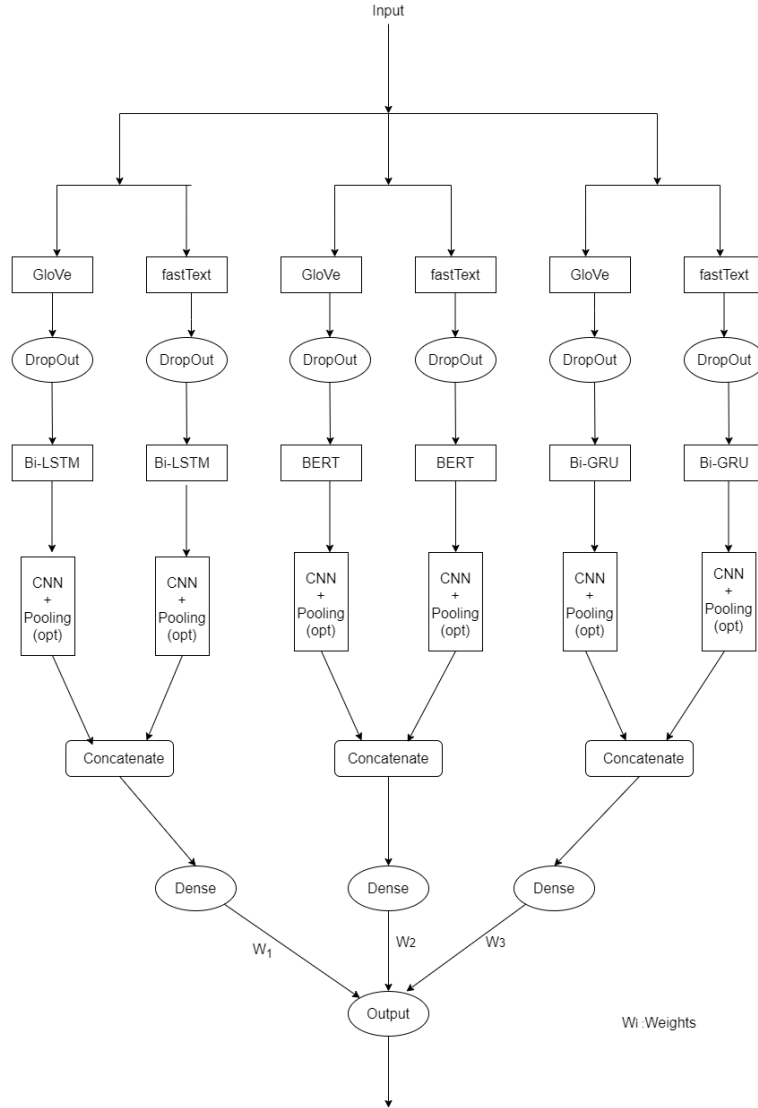 Input
GloVe
fastText
GloVe
fastText
GloVe
fastText
DropOut
DropOut
DropOut
DropOut
DropOut
DropOut
Bi-LSTM
Bi-LSTM
BERT
BERT
Bi-GRU
Bi-GRU
CNN
+
Pooling
(opt)
CNN
+
Pooling
(opt)
CNN
+
Pooling
(opt)
CNN
+
Pooling
(opt)
CNN
+
Pooling
(opt)
CNN
+
Pooling
(opt)
Concatenate
Concatenate
Concatenate
Dense
Dense
Dense
W1
W2
W3
Output
Wi :Weights